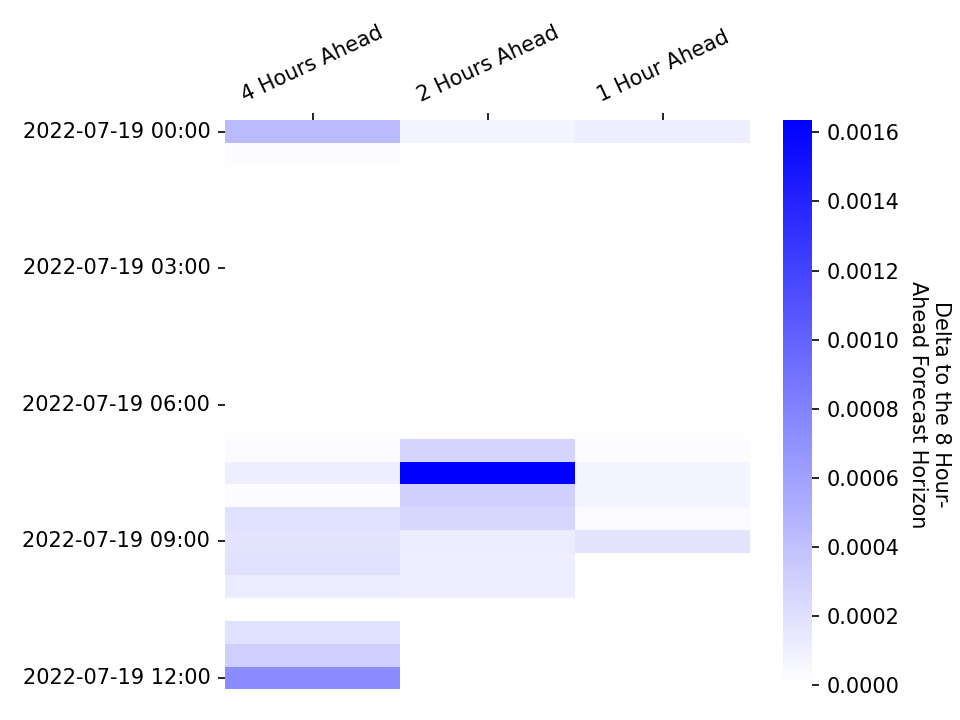 4 Hours Ahead
2 Hours Ahead
1 Hour Ahead
2022-07-19 00:00
2022-07-19 03:00
2022-07-19 06:00
2022-07-19 09:00
2022-07-19 12:00
0.0016
0.0014
0.0012
0.0010
0.0008
0.0006
0.0004
0.0002
0.0000
Delta to the 8 Hour-
Ahead Forecast Horizon